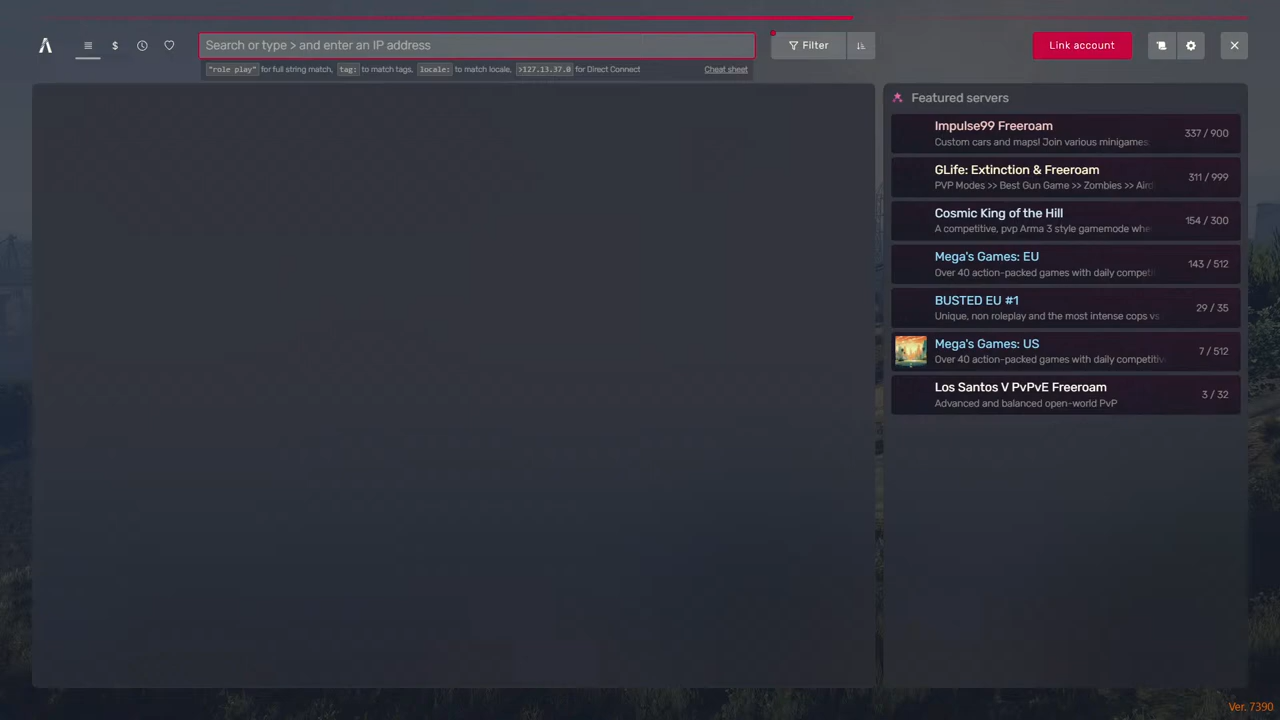 $
Search or type > and enter an IP address
Filter
Link account
"role play" for full string match, tag: to match tags, locale: to match locale, >127.13.37.0 for Direct Connect
Cheat sheet
Featured servers
Impulse99 Freeroam
Custom cars and maps! Join various minigames;
337 / 900
GLife: Extinction & Freeroam
PVP Modes >> Best Gun Game >> Zombies >> Aird
311 / 999
Cosmic King of the Hill
A competitive, pvp Arma 3 style gamemode whe
154 / 300
Mega's Games: EU
Over 40 action-packed games with daily competi
143 / 512
BUSTED EU #1
Unique, non roleplay and the most intense cops vs
29 / 35
Mega's Games: US
Over 40 action-packed games with daily competitiv
7 / 512
Los Santos V PvPvE Freeroam
Advanced and balanced open-world PvP
3 / 32
Ver. 7390